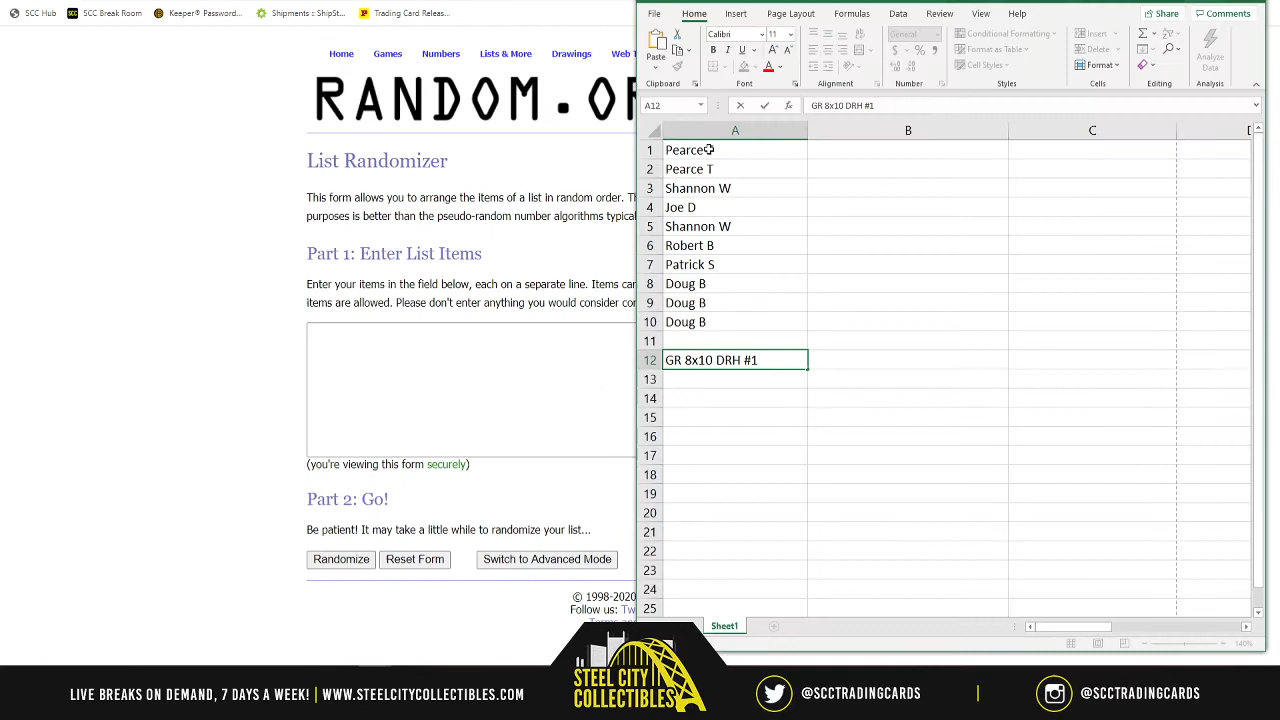 SCC Hub SCC Break Room Keeper® Password... Shipments :: ShipSt... Trading Card Releas...
Home Games Numbers Lists & More Drawings Web T
RANDOM.OR
List Randomizer
This form allows you to arrange the items of a list in random order. Th
purposes is better than the pseudo-random number algorithms typical
Part 1: Enter List Items
Enter your items in the field below, each on a separate line. Items can
items are allowed. Please don't enter anything you would consider con
(you're viewing this form securely)
Part 2: Go!
Be patient! It may take a little while to randomize your list...
Randomize Reset Form Switch to Advanced Mode
© 1998-2020
Follow us: Tw
Terms an
File Home Insert Page Layout Formulas Data Review View Help Share Comments
Paste Calibri 11 General Conditional Formatting Insert
B I U A A $ % Format as Table Delete Analyze
Cell Styles Format Analyze Data
Clipboard Font Alignment Number Styles Cells Editing Analysis
A12 fx GR 8x10 DRH #1
A B C D
1 Pearce
2 Pearce T
3 Shannon W
4 Joe D
5 Shannon W
6 Robert B
7 Patrick S
8 Doug B
9 Doug B
10 Doug B
11
12 GR 8x10 DRH #1
13
14
15
16
17
18
19
20
21
22
23
24
25
Sheet1
140%
LIVE BREAKS ON DEMAND, 7 DAYS A WEEK! | WWW.STEELCITYCOLLECTIBLES.COM
STEEL CITY
COLLECTIBLES
@SCCTRADINGCARDS | @SCCTRADINGCARDS